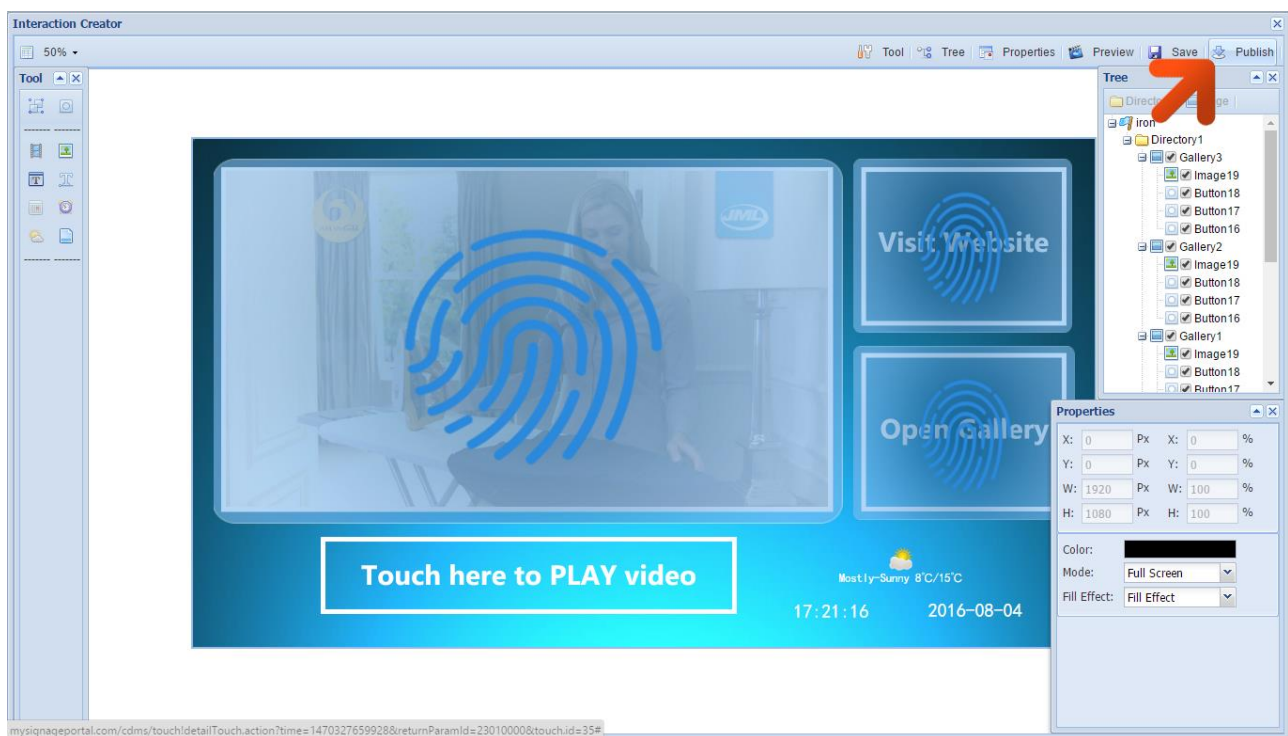 Interaction Creator
50%
Tool Tree Properties Preview Save Publish
Tool
Tree
iron
Directory1
Gallery3
Image19
Button18
Button17
Button16
Gallery2
Image19
Button18
Button17
Button16
Gallery1
Image19
Button18
Button17
JML
Visit Website
Open Gallery
Touch here to PLAY video
Mostly-Sunny 8°C/15°C
17:21:16 2016-08-04
Properties
X: 0 Px X: 0 %
Y: 0 Px Y: 0 %
W: 1920 Px W: 100 %
H: 1080 Px H: 100 %
Color:
Mode: Full Screen
Fill Effect: Fill Effect
mysignageportal.com/cdms/touch!detailTouch.action?time=1470327659928&returnParamId=23010000&touch.id=35#